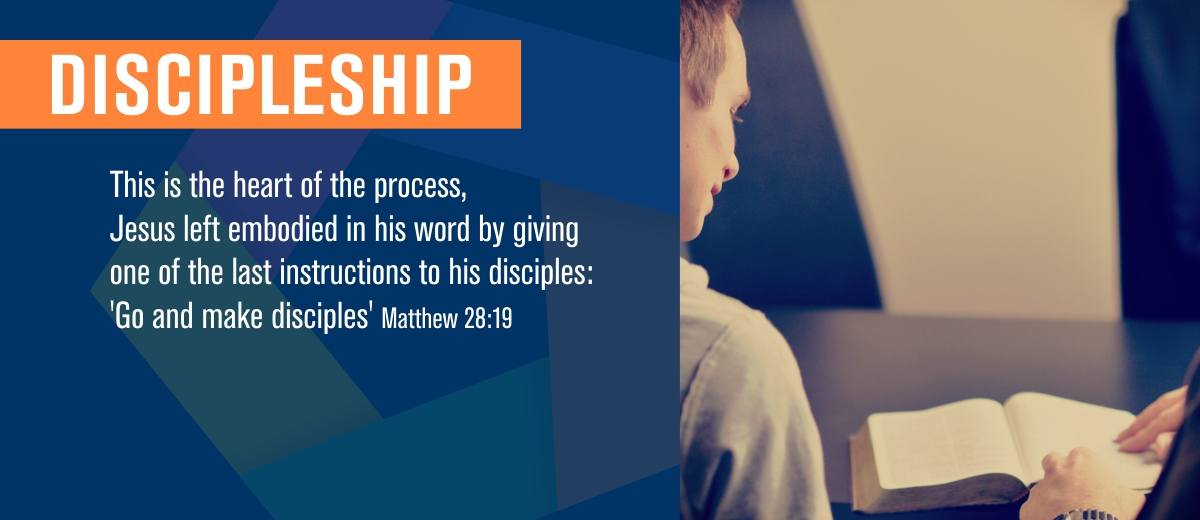 DISCIPLESHIP
This is the heart of the process,
Jesus left embodied in his word by giving
one of the last instructions to his disciples:
'Go and make disciples' Matthew 28:19